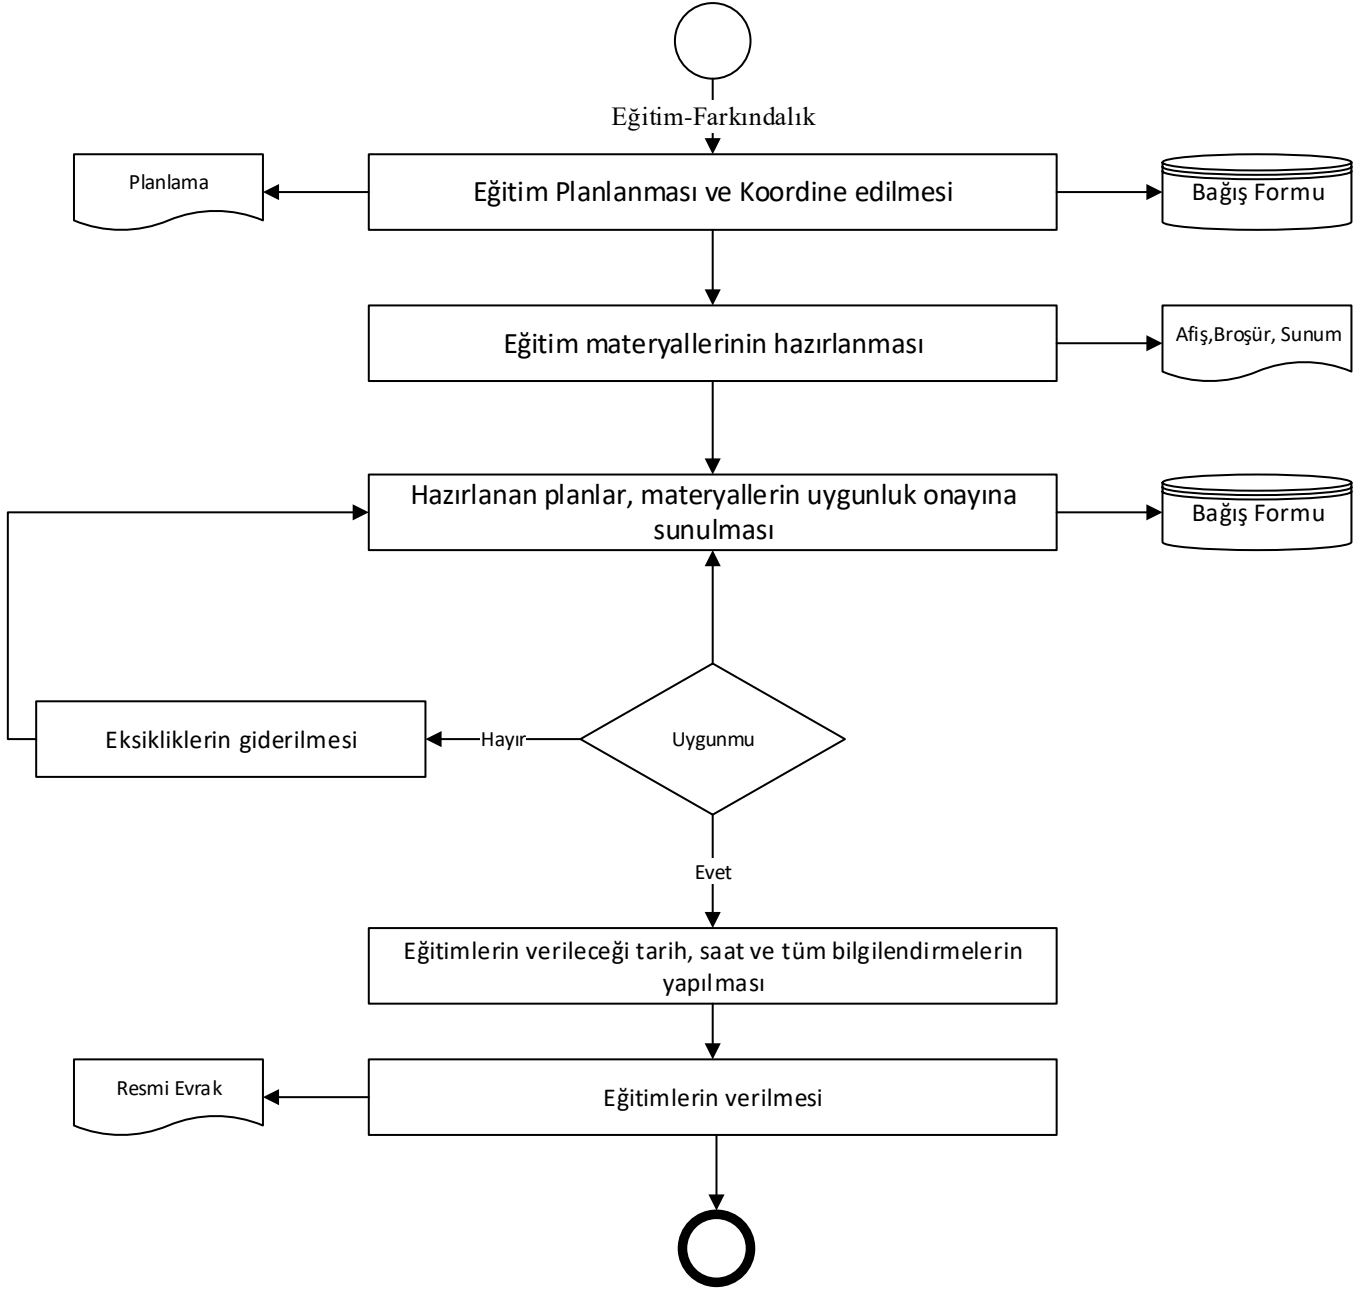 Eğitim-Farkındalık
Planlama
Eğitim Planlanması ve Koordine edilmesi
Bağış Formu
Eğitim materyallerinin hazırlanması
Afiş,Broşür, Sunum
Hazırlanan planlar, materyallerin uygunluk onayına
sunulması
Bağış Formu
Eksikliklerin giderilmesi
Hayır
Uygunmu
Evet
Eğitimlerin verileceği tarih, saat ve tüm bilgilendirmelerin
yapılması
Resmi Evrak
Eğitimlerin verilmesi